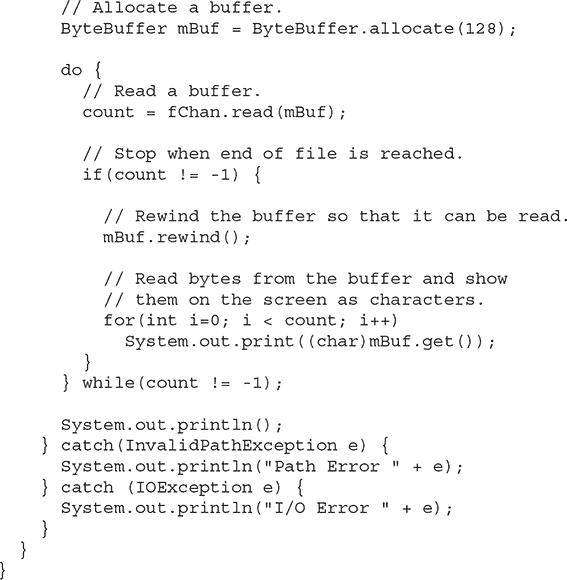 // Allocate a buffer.
ByteBuffer mBuf = ByteBuffer.allocate(128);
do {
// Read a buffer.
count = fChan.read(mBuf);
// Stop when end of file is reached.
if(count != -1) {
// Rewind the buffer so that it can be read.
mBuf.rewind();
// Read bytes from the buffer and show
// them on the screen as characters.
for(int i=0; i < count; i++)
System.out.print((char)mBuf.get());
}
} while(count != -1);
System.out.println();
} catch(InvalidPathException e) {
System.out.println("Path Error " + e);
} catch (IOException e) {
System.out.println("I/O Error " + e);
}
}
}